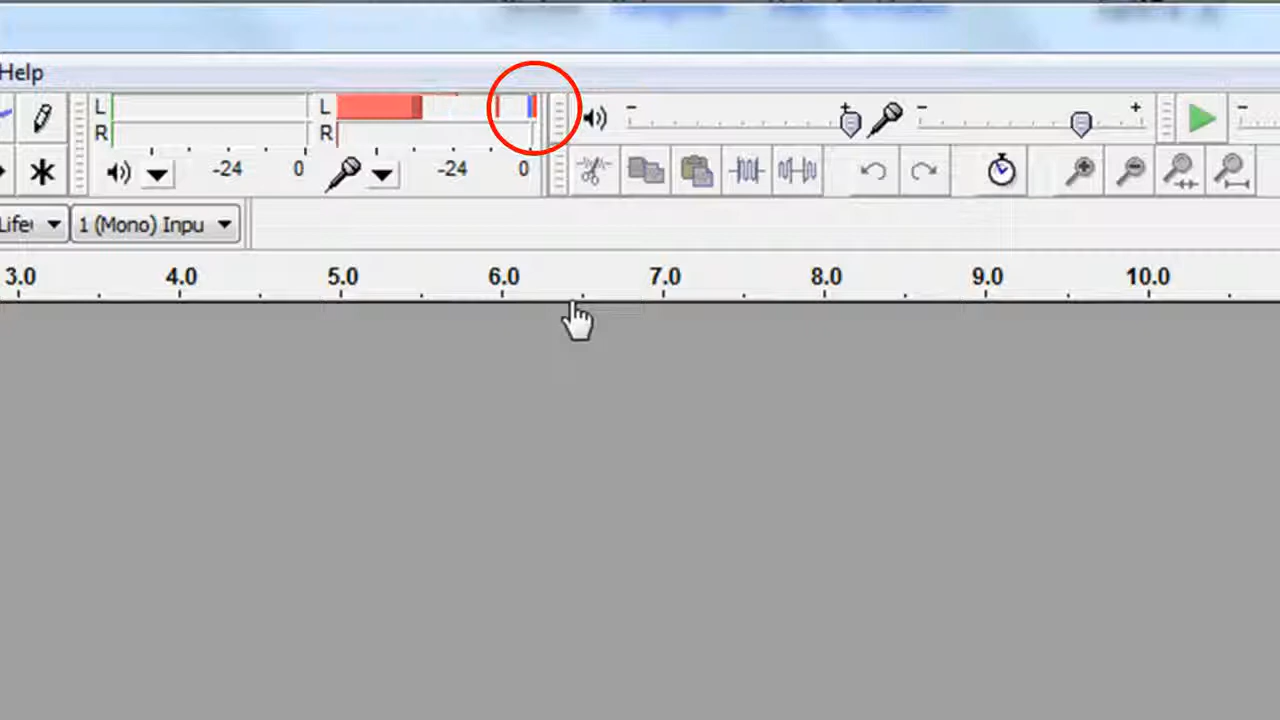 Help
L L - + - + -
R R
-24 0 -24 0
Life 1 (Mono) Inpu
3.0 4.0 5.0 6.0 7.0 8.0 9.0 10.0